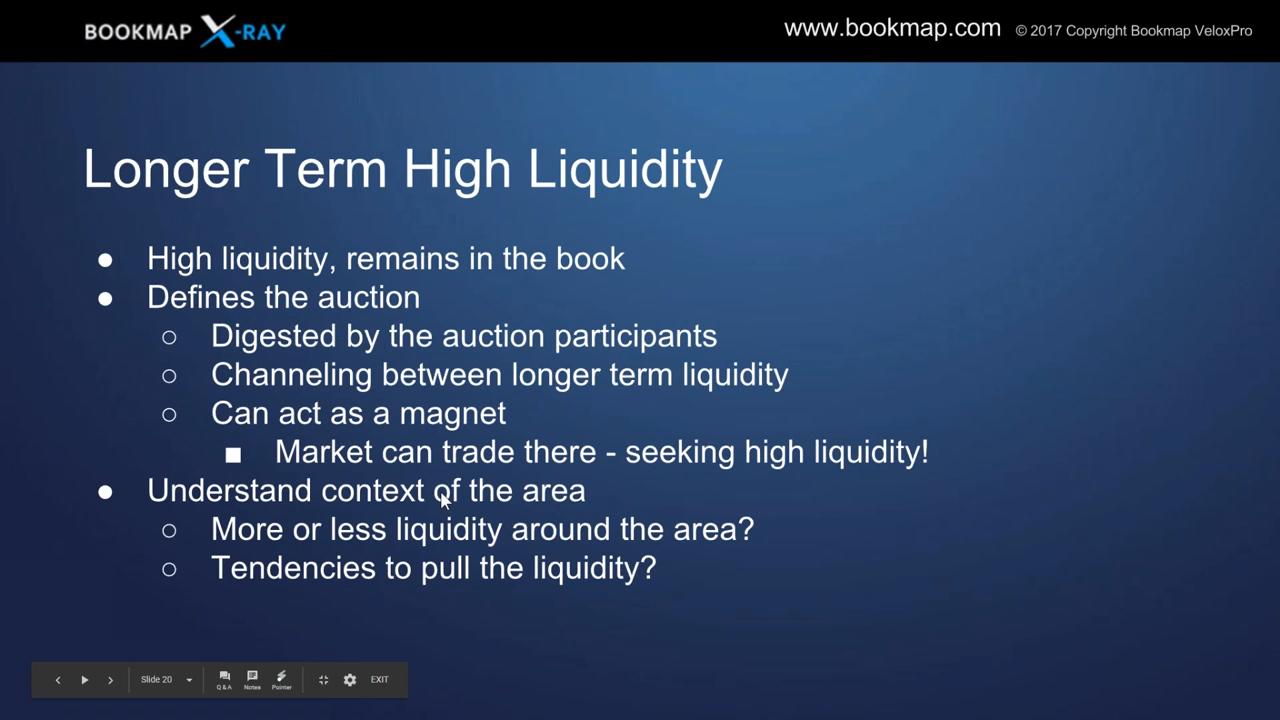 BOOKMAP X-RAY
www.bookmap.com © 2017 Copyright Bookmap VeloxPro
Longer Term High Liquidity
● High liquidity, remains in the book
● Defines the auction
○ Digested by the auction participants
○ Channeling between longer term liquidity
○ Can act as a magnet
■ Market can trade there - seeking high liquidity!
● Understand context of the area
○ More or less liquidity around the area?
○ Tendencies to pull the liquidity?
Slide 20 Q & A Notes Pointer EXIT